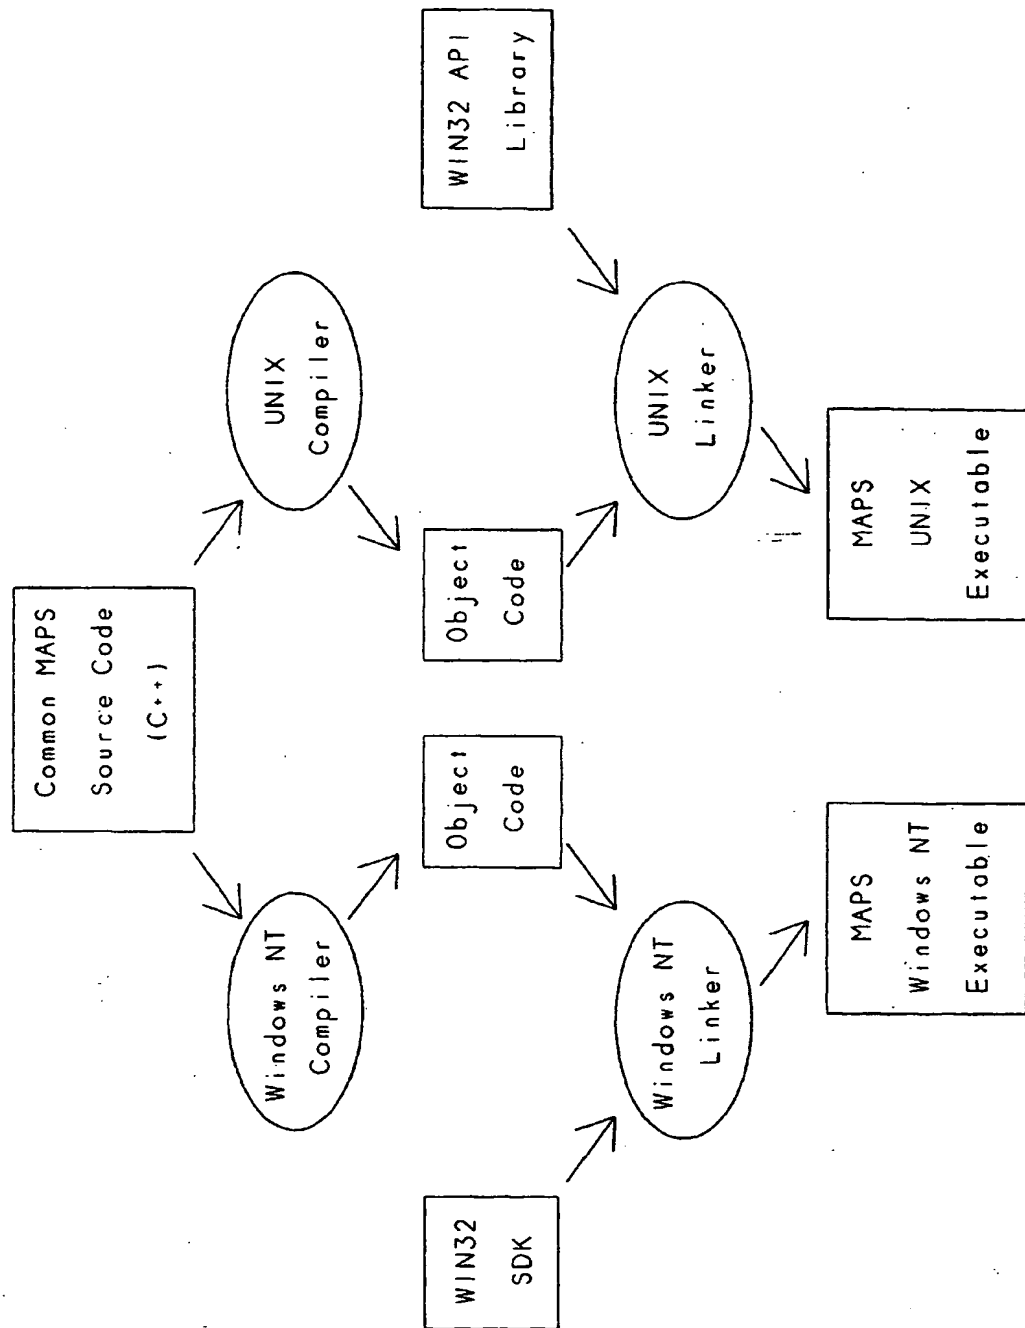 Common MAPS
Source Code
(C++)
Windows NT
Compiler
UNIX
Compiler
WIN32
SDK
Object
Code
Object
Code
WIN32 API
Library
Windows NT
Linker
UNIX
Linker
MAPS
Windows NT
Executable
MAPS
UNIX
Executable